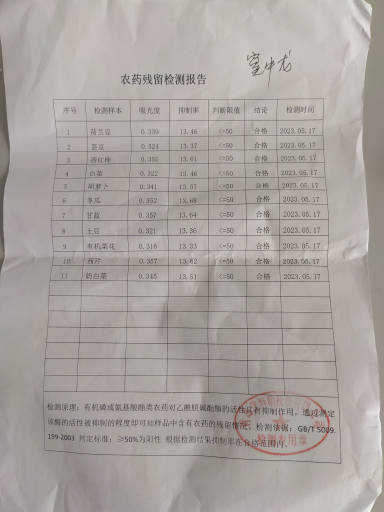 农药残留检测报告
序号 检测样本 吸光度 抑制率 判断限值 结论 检测时间
1 荷兰豆 0.339 13.46 <=50 合格 2023.05.17
2 芸豆 0.324 13.37 <=50 合格 2023.05.17
3 西红柿 0.355 13.61 <=50 合格 2023.05.17
4 白菜 0.322 13.46 <=50 合格 2023.05.17
5 胡萝卜 0.341 13.57 <=50 合格 2023.05.17
6 冬瓜 0.352 13.68 <=50 合格 2023.05.17
7 甘蓝 0.357 13.64 <=50 合格 2023.05.17
8 土豆 0.321 13.36 <=50 合格 2023.05.17
9 有机菜花 0.316 13.33 <=50 合格 2023.05.17
10 西芹 0.357 13.62 <=50 合格 2023.05.17
11 奶白菜 0.345 13.51 <=50 合格 2023.05.17
检测原理：有机磷或氨基酸酯类农药对乙酰胆碱酯酶的活性具有抑制作用，通过测定
该酶的活性被抑制的程度即可知样品中含有农药的残留情况。检测依据：GB/T 5009.
199-2003 判定标准：≥50%为阳性 根据检测结果抑制率在合格范围内。
检测专用章